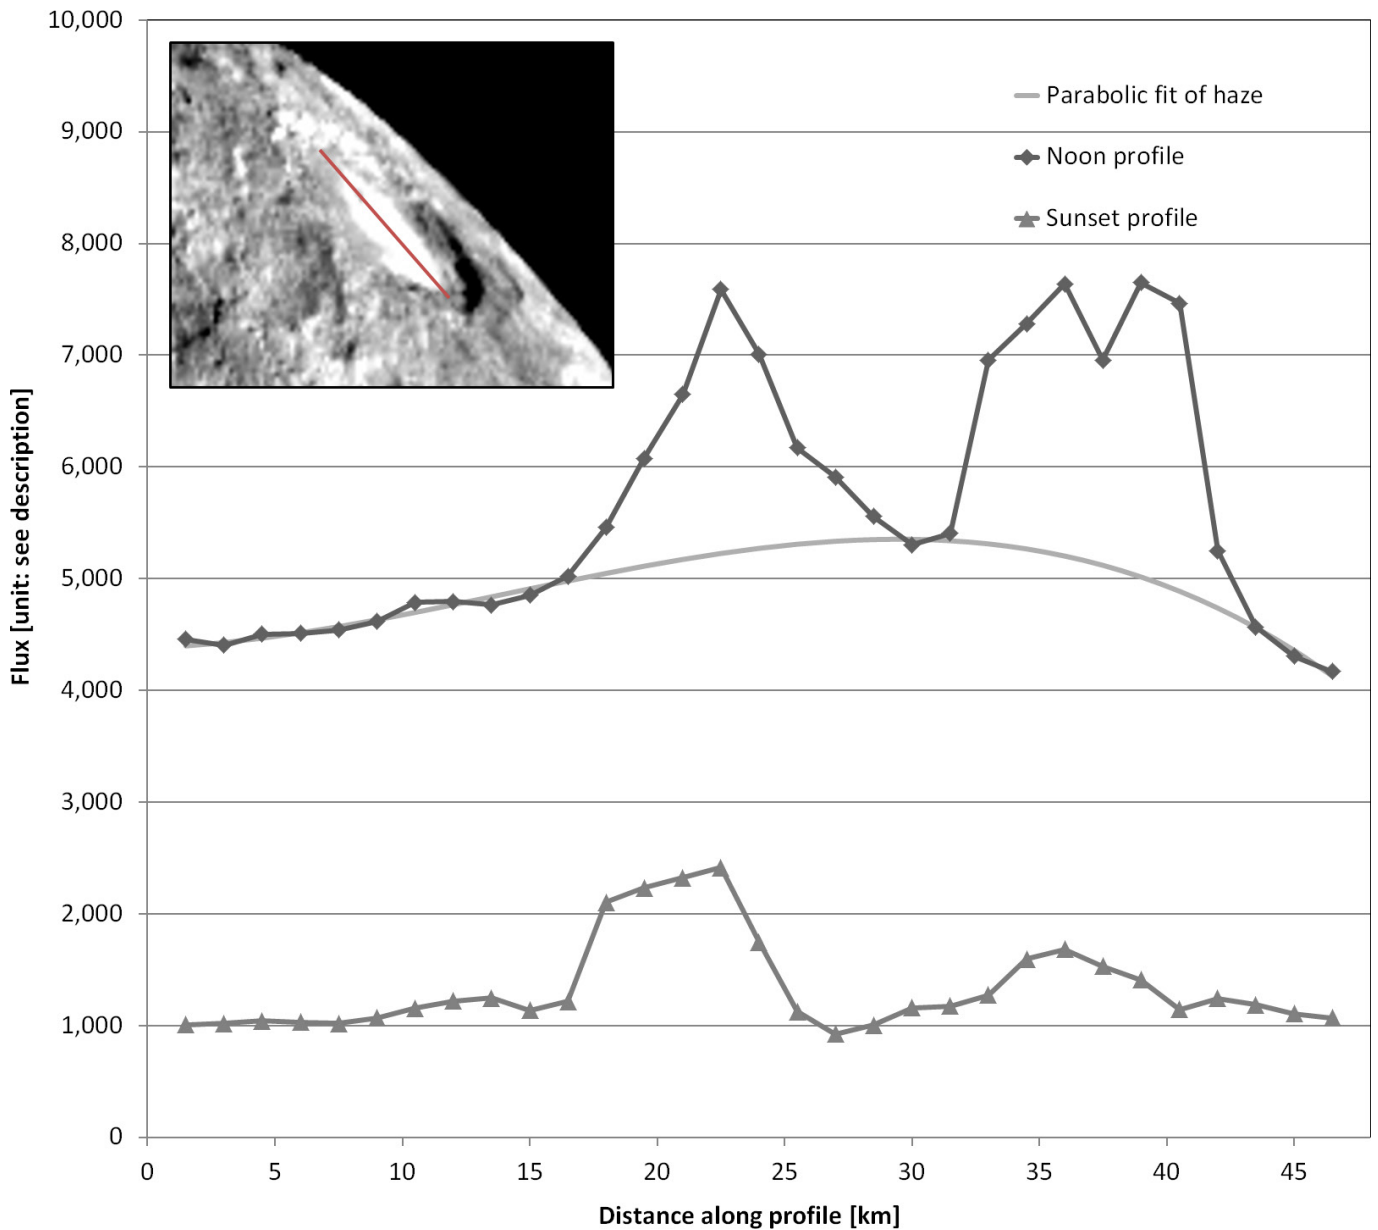 10,000
9,000
8,000
7,000
6,000
5,000
4,000
3,000
2,000
1,000
0
Flux [unit: see description]
Parabolic fit of haze
Noon profile
Sunset profile
0 5 10 15 20 25 30 35 40 45
Distance along profile [km]